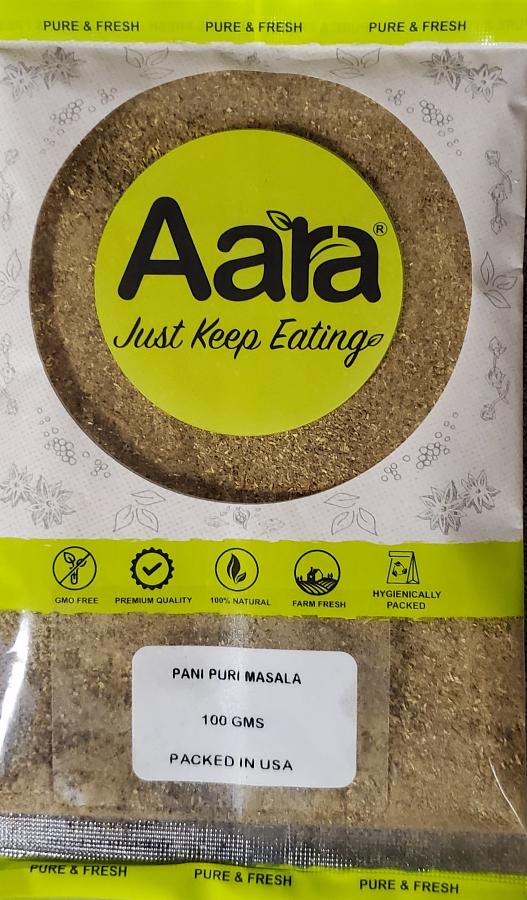 PURE & FRESH PURE & FRESH PURE & FRESH
Aara®
Just Keep Eating
GMO FREE
PREMIUM QUALITY
100% NATURAL
FARM FRESH
HYGIENICALLY
PACKED
PANI PURI MASALA
100 GMS
PACKED IN USA
PURE & FRESH PURE & FRESH PURE & FRESH